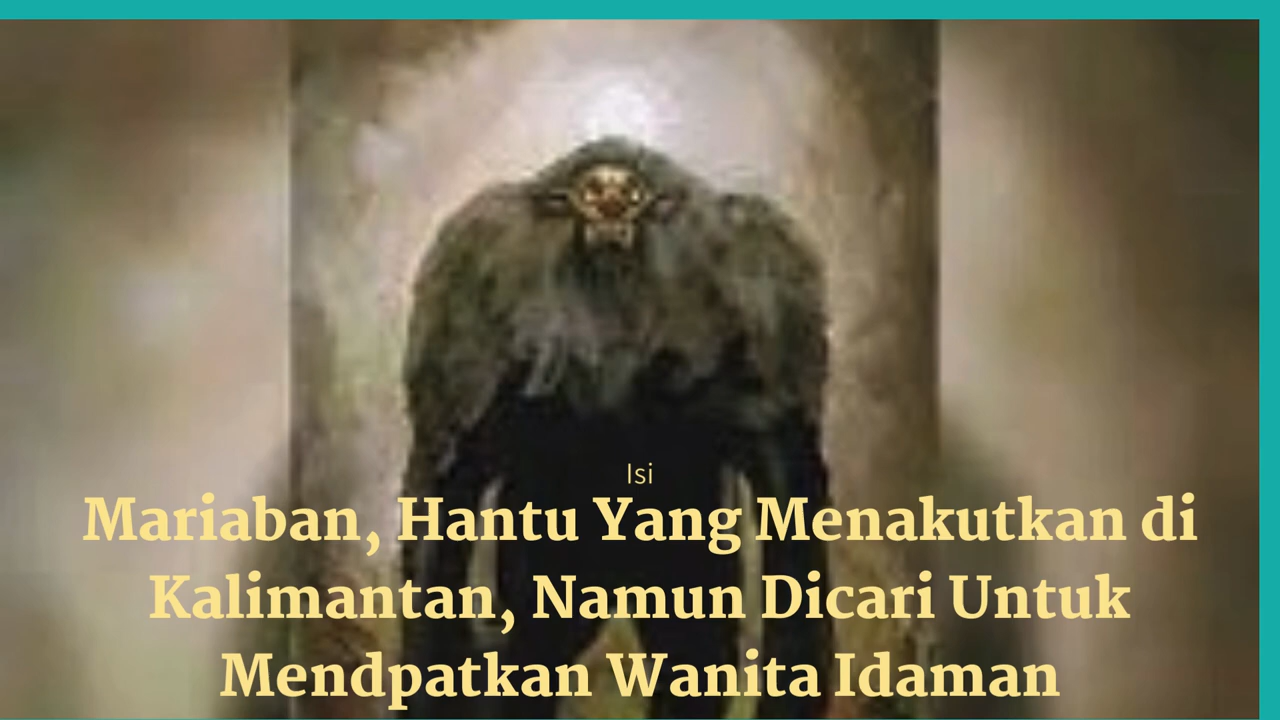 Isi
Mariaban, Hantu Yang Menakutkan di
Kalimantan, Namun Dicari Untuk
Mendpatkan Wanita Idaman